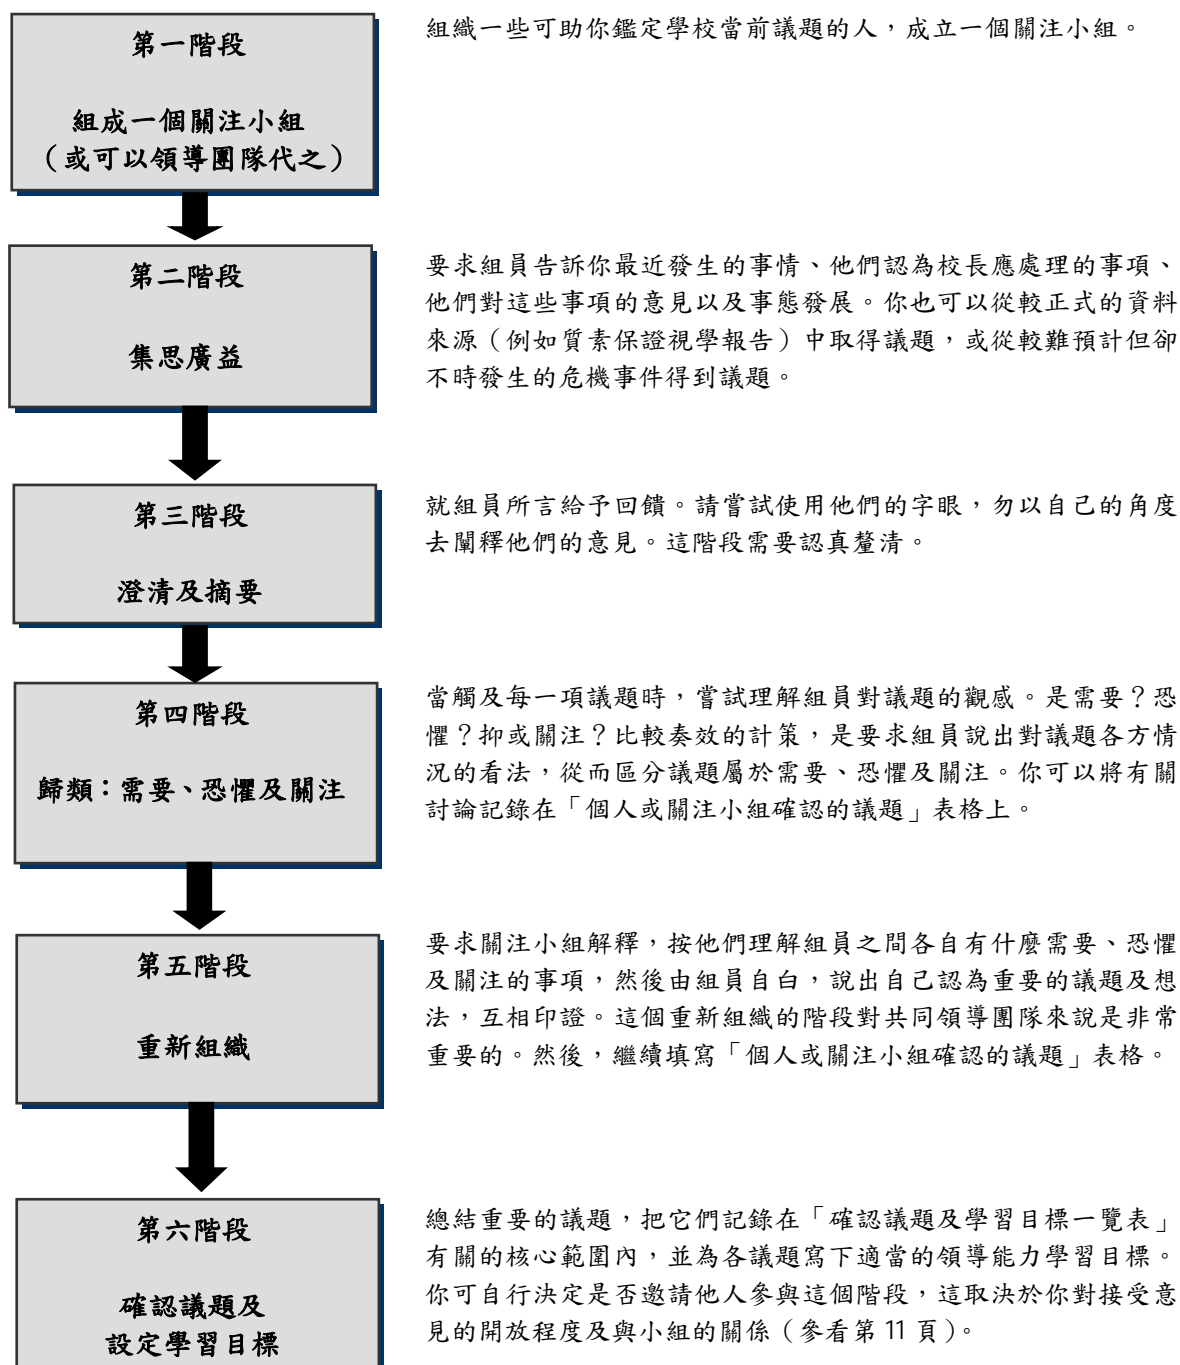 第一階段
組成一個關注小組
（或可以領導團隊代之）
組織一些可助你鑑定學校當前議題的人，成立一個關注小組。
第二階段
集思廣益
要求組員告訴你最近發生的事情、他們認為校長應處理的事項、
他們對這些事項的意見以及事態發展。你也可以從較正式的資料
來源（例如質素保證視學報告）中取得議題，或從較難預計但卻
不時發生的危機事件得到議題。
第三階段
澄清及摘要
就組員所言給予回饋。請嘗試使用他們的字眼，勿以自己的角度
去闡釋他們的意見。這階段需要認真釐清。
第四階段
歸類：需要、恐懼及關注
當觸及每一項議題時，嘗試理解組員對議題的觀感。是需要？恐
懼？抑或關注？比較奏效的計策，是要求組員說出對議題各方情
況的看法，從而區分議題屬於需要、恐懼及關注。你可以將有關
討論記錄在「個人或關注小組確認的議題」表格上。
第五階段
重新組織
要求關注小組解釋，按他們理解組員之間各自有什麼需要、恐懼
及關注的事項，然後由組員自白，說出自己認為重要的議題及想
法，互相印證。這個重新組織的階段對共同領導團隊來說是非常
重要的。然後，繼續填寫「個人或關注小組確認的議題」表格。
第六階段
確認議題及
設定學習目標
總結重要的議題，把它們記錄在「確認議題及學習目標一覽表」
有關的核心範圍內，並為各議題寫下適當的領導能力學習目標。
你可自行決定是否邀請他人參與這個階段，這取決於你對接受意
見的開放程度及與小組的關係（參看第 11 頁）。